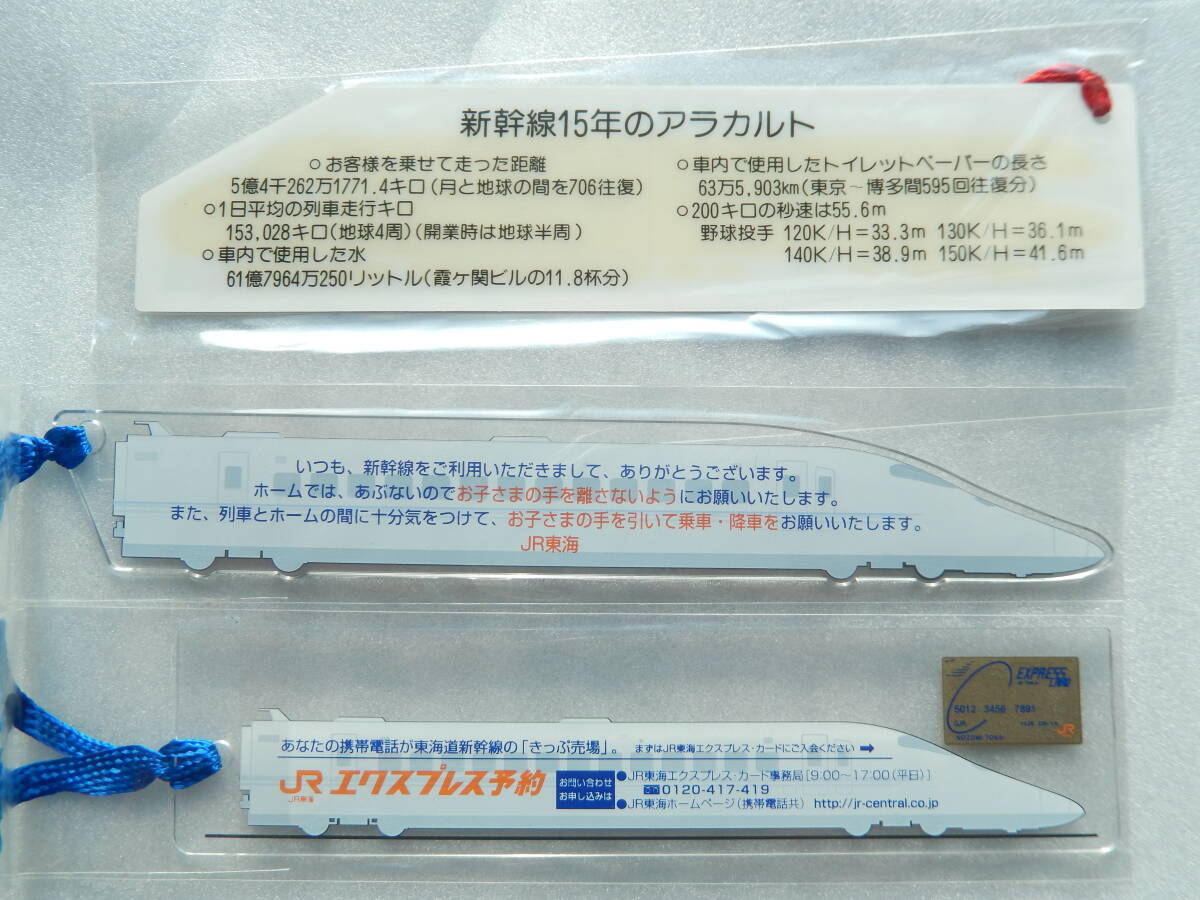 新幹線15年のアラカルト
○お客様を乗せて走った距離
5億4千262万1771.4キロ(月と地球の間を706往復)
○1日平均の列車走行キロ
153,028キロ(地球4周)(開業時は地球半周)
○車内で使用した水
61億7964万250リットル(霞ヶ関ビルの11.8杯分)
○車内で使用したトイレットペーパーの長さ
63万5,903km(東京~博多間595回往復分)
○200キロの秒速は55.6m
野球投手 120K/H=33.3m 130K/H=36.1m
140K/H=38.9m 150K/H=41.6m
いつも、新幹線をご利用いただきまして、ありがとうございます。
ホームでは、あぶないのでお子さまの手を離さないようにお願いいたします。
また、列車とホームの間に十分気をつけて、お子さまの手を引いて乗車・降車をお願いいたします。
JR東海
EXPRESS
CARD
5012 3456 7891
JR
あなたの携帯電話が東海道新幹線の「きっぷ売場」。 まずはJR東海エクスプレス・カードにご入会ください ➡
JR エクスプレス予約
JR東海
お問い合わせ
お申し込みは
●JR東海エクスプレス・カード事務局[9:00~17:00(平日)]
0120-417-419
●JR東海ホームページ(携帯電話共) http://jr-central.co.jp